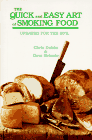 THE
QUICK and EASY ART
of SMOKING FOOD
UPDATED FOR THE 90'S
Chris Dubbs
& Dave Heberle